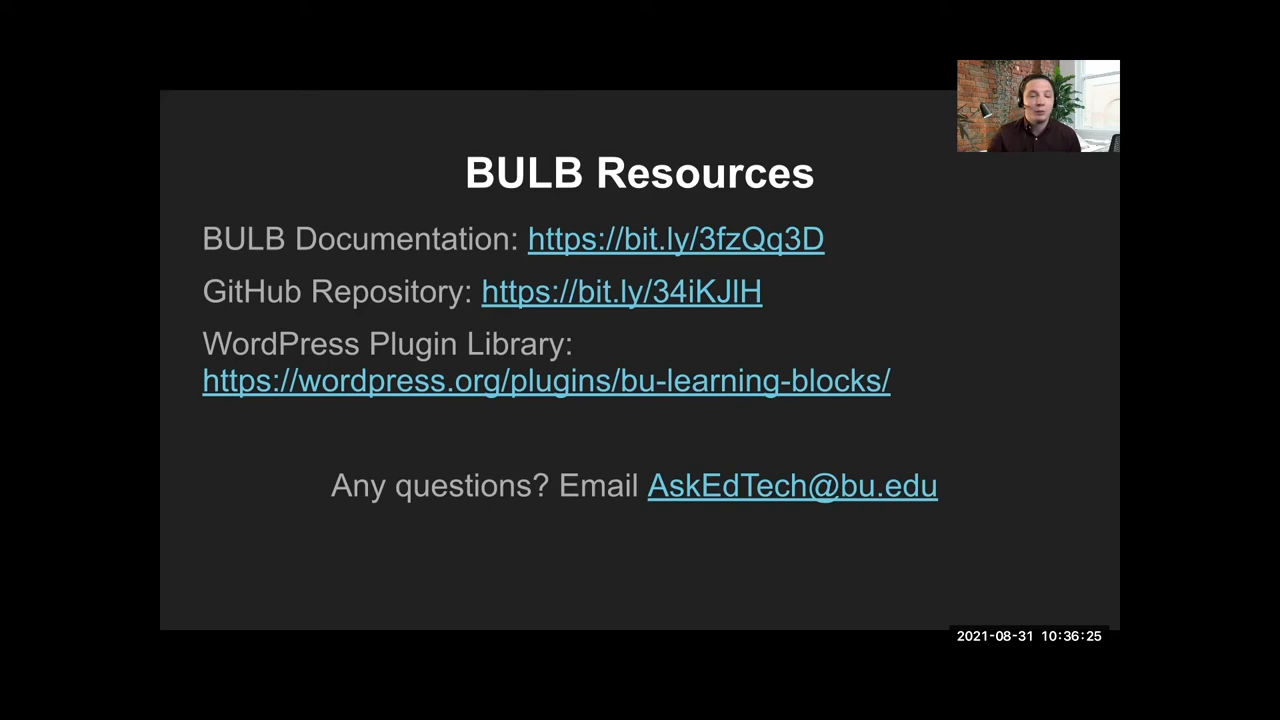 BULB Resources
BULB Documentation: https://bit.ly/3fzQq3D
GitHub Repository: https://bit.ly/34iKJlH
WordPress Plugin Library:
https://wordpress.org/plugins/bu-learning-blocks/
Any questions? Email AskEdTech@bu.edu
2021-08-31 10:36:25